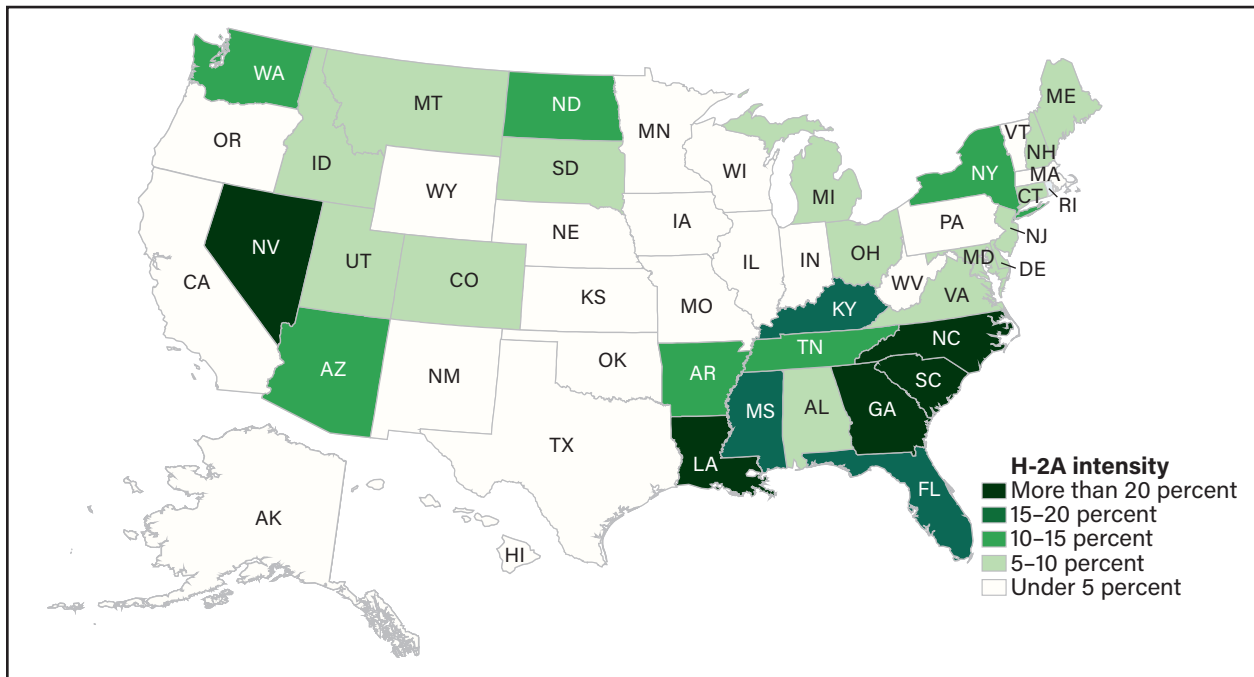 WA
MT
ND
MN
ME
OR
ID
SD
WI
VT
NH
WY
NY
MA
MI
CT
RI
NV
NE
IA
PA
NJ
UT
CO
IL
IN
OH
MD
DE
CA
KS
MO
WV
VA
KY
AZ
NM
OK
AR
TN
NC
SC
TX
MS
AL
GA
LA
FL
AK
HI
H-2A intensity
More than 20 percent
15–20 percent
10–15 percent
5–10 percent
Under 5 percent